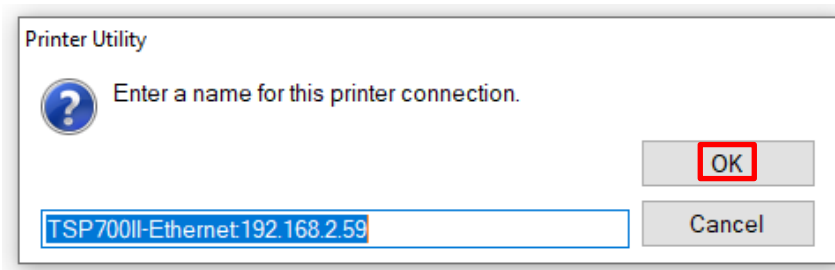 Printer Utility
Enter a name for this printer connection.
OK
TSP700II-Ethernet:192.168.2.59
Cancel